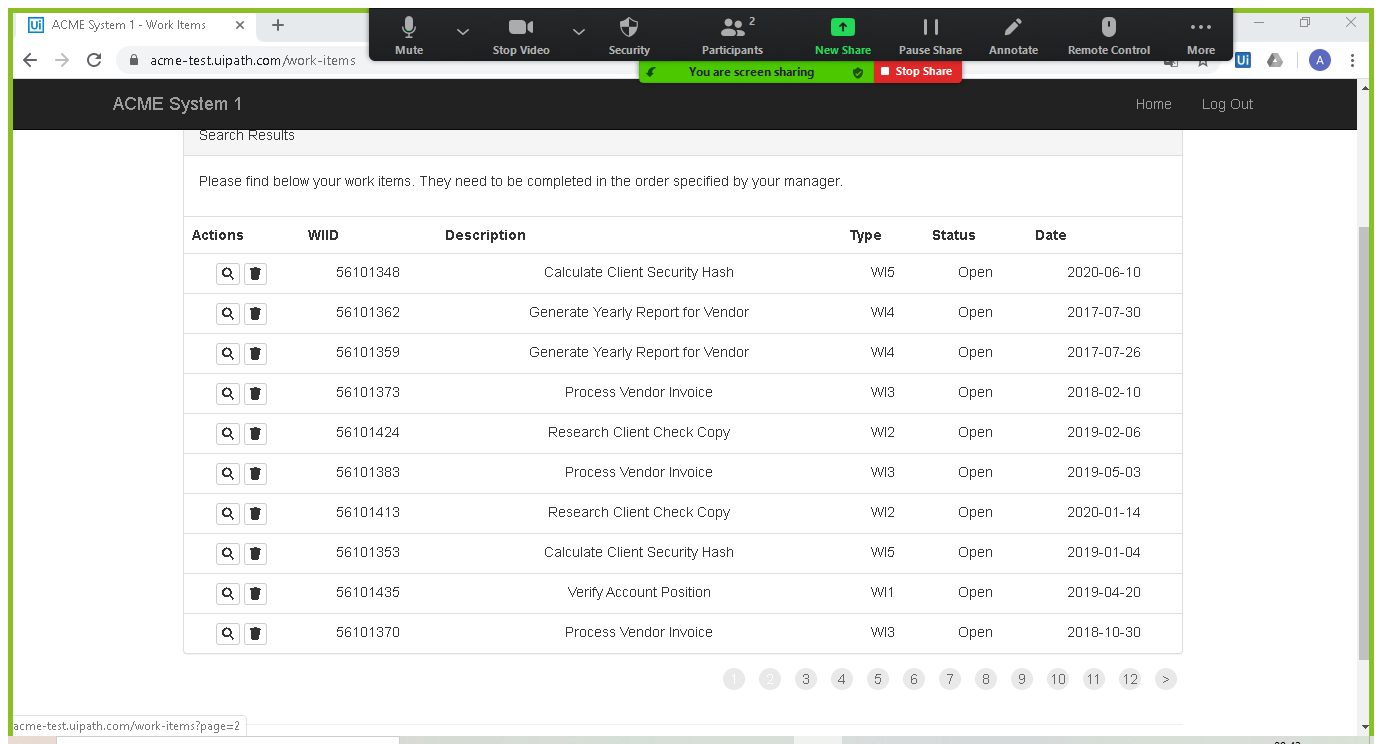 Ui ACME System 1 - Work Items
Mute
Stop Video
Security
2
Participants
New Share
Pause Share
Annotate
Remote Control
More
You are screen sharing
Stop Share
acme-test.uipath.com/work-items
Ui
A
ACME System 1
Home
Log Out
Search Results
Please find below your work items. They need to be completed in the order specified by your manager.
Actions WIID Description Type Status Date
56101348 Calculate Client Security Hash WI5 Open 2020-06-10
56101362 Generate Yearly Report for Vendor WI4 Open 2017-07-30
56101359 Generate Yearly Report for Vendor WI4 Open 2017-07-26
56101373 Process Vendor Invoice WI3 Open 2018-02-10
56101424 Research Client Check Copy WI2 Open 2019-02-06
56101383 Process Vendor Invoice WI3 Open 2019-05-03
56101413 Research Client Check Copy WI2 Open 2020-01-14
56101353 Calculate Client Security Hash WI5 Open 2019-01-04
56101435 Verify Account Position WI1 Open 2019-04-20
56101370 Process Vendor Invoice WI3 Open 2018-10-30
1 2 3 4 5 6 7 8 9 10 11 12 >
acme-test.uipath.com/work-items?page=2